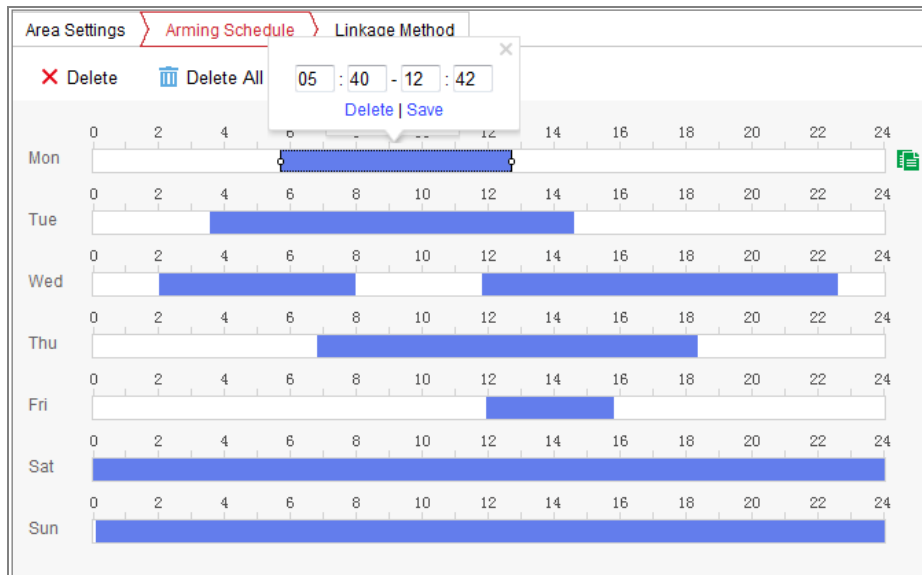 Area Settings Arming Schedule Linkage Method
Delete Delete All
05 : 40 - 12 : 42
Delete | Save
0 2 4 6 12 14 16 18 20 22 24
Mon
0 2 4 6 8 10 12 14 16 18 20 22 24
Tue
0 2 4 6 8 10 12 14 16 18 20 22 24
Wed
0 2 4 6 8 10 12 14 16 18 20 22 24
Thu
0 2 4 6 8 10 12 14 16 18 20 22 24
Fri
0 2 4 6 8 10 12 14 16 18 20 22 24
Sat
0 2 4 6 8 10 12 14 16 18 20 22 24
Sun